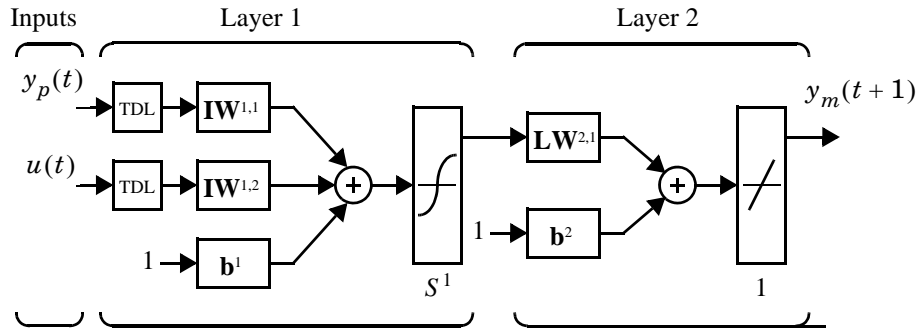 Inputs
Layer 1
Layer 2
y_p(t)
TDL
IW^{1,1}
y_m(t+1)
LW^{2,1}
u(t)
TDL
IW^{1,2}
1
b^1
1
b^2
S^1
1